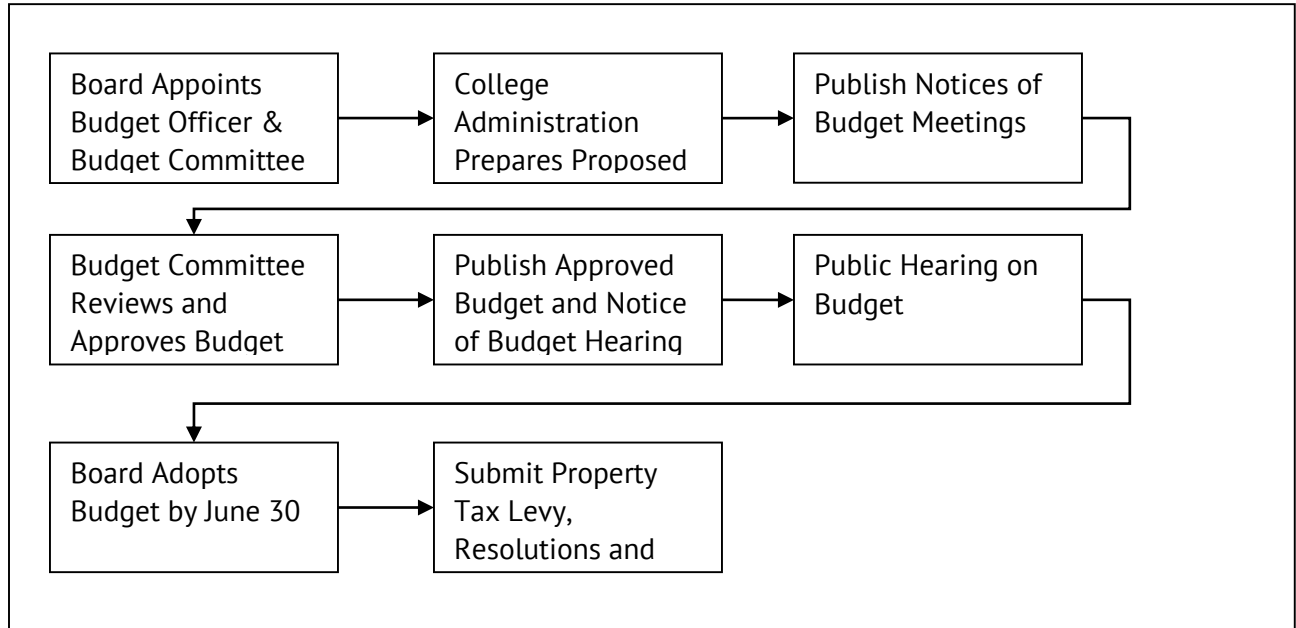 Board Appoints
Budget Officer &
Budget Committee
College
Administration
Prepares Proposed
Publish Notices of
Budget Meetings
Budget Committee
Reviews and
Approves Budget
Publish Approved
Budget and Notice
of Budget Hearing
Public Hearing on
Budget
Board Adopts
Budget by June 30
Submit Property
Tax Levy,
Resolutions and